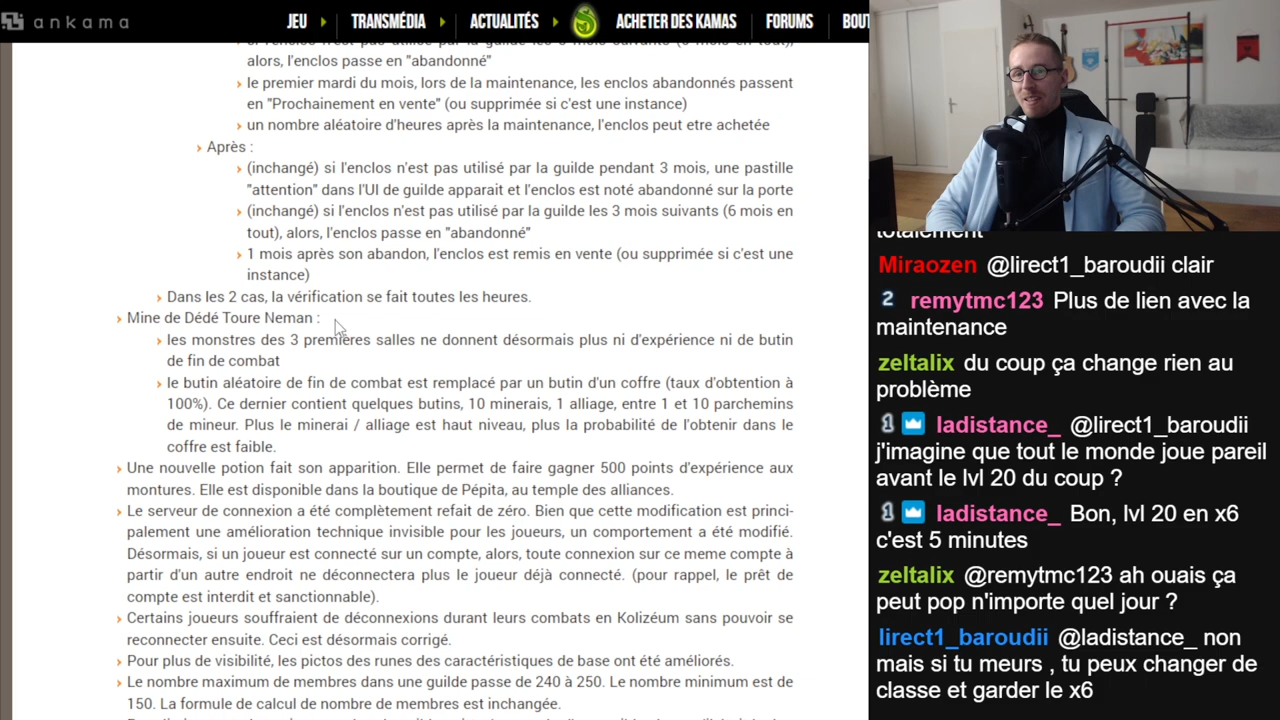 ankama
JEU
TRANSMÉDIA
ACTUALITÉS
ACHETER DES KAMAS
FORUMS
BOUT
alors, l'enclos passe en "abandonné"
le premier mardi du mois, lors de la maintenance, les enclos abandonnés passent
en "Prochainement en vente" (ou supprimée si c'est une instance)
un nombre aléatoire d'heures après la maintenance, l'enclos peut etre achetée
Après :
(inchangé) si l'enclos n'est pas utilisé par la guilde pendant 3 mois, une pastille
"attention" dans l'UI de guilde apparait et l'enclos est noté abandonné sur la porte
(inchangé) si l'enclos n'est pas utilisé par la guilde les 3 mois suivants (6 mois en
tout), alors, l'enclos passe en "abandonné"
1 mois après son abandon, l'enclos est remis en vente (ou supprimée si c'est une
instance)
Dans les 2 cas, la vérification se fait toutes les heures.
Mine de Dédé Toure Neman :
les monstres des 3 premières salles ne donnent désormais plus ni d'expérience ni de butin
de fin de combat
le butin aléatoire de fin de combat est remplacé par un butin d'un coffre (taux d'obtention à
100%). Ce dernier contient quelques butins, 10 minerais, 1 alliage, entre 1 et 10 parchemins
de mineur. Plus le minerai / alliage est haut niveau, plus la probabilité de l'obtenir dans le
coffre est faible.
Une nouvelle potion fait son apparition. Elle permet de faire gagner 500 points d'expérience aux
montures. Elle est disponible dans la boutique de Pépita, au temple des alliances.
Le serveur de connexion a été complètement refait de zéro. Bien que cette modification est princi-
palement une amélioration technique invisible pour les joueurs, un comportement a été modifié.
Désormais, si un joueur est connecté sur un compte, alors, toute connexion sur ce meme compte à
partir d'un autre endroit ne déconnectera plus le joueur déjà connecté. (pour rappel, le prêt de
compte est interdit et sanctionnable).
Certains joueurs souffraient de déconnexions durant leurs combats en Kolizéum sans pouvoir se
reconnecter ensuite. Ceci est désormais corrigé.
Pour plus de visibilité, les pictos des runes des caractéristiques de base ont été améliorés.
Le nombre maximum de membres dans une guilde passe de 240 à 250. Le nombre minimum est de
150. La formule de calcul de nombre de membres est inchangée.
totalement
Miraozen @lirect1_baroudii clair
2 remytmc123 Plus de lien avec la
maintenance
zeltalix du coup ça change rien au
problème
1 ladistance_ @lirect1_baroudii
j'imagine que tout le monde joue pareil
avant le lvl 20 du coup ?
1 ladistance_ Bon, lvl 20 en x6
c'est 5 minutes
zeltalix @remytmc123 ah ouais ça
peut pop n'importe quel jour ?
lirect1_baroudii @ladistance_ non
mais si tu meurs , tu peux changer de
classe et garder le x6